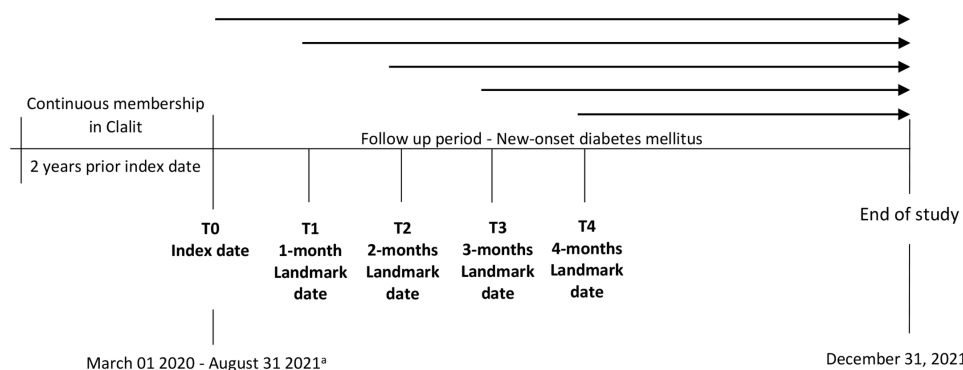 Continuous membership
in Clalit
Follow up period - New-onset diabetes mellitus
2 years prior index date
End of study
T0
Index date
T1
1-month
Landmark
date
T2
2-months
Landmark
date
T3
3-months
Landmark
date
T4
4-months
Landmark
date
March 01 2020 - August 31 2021ᵃ
December 31, 2021